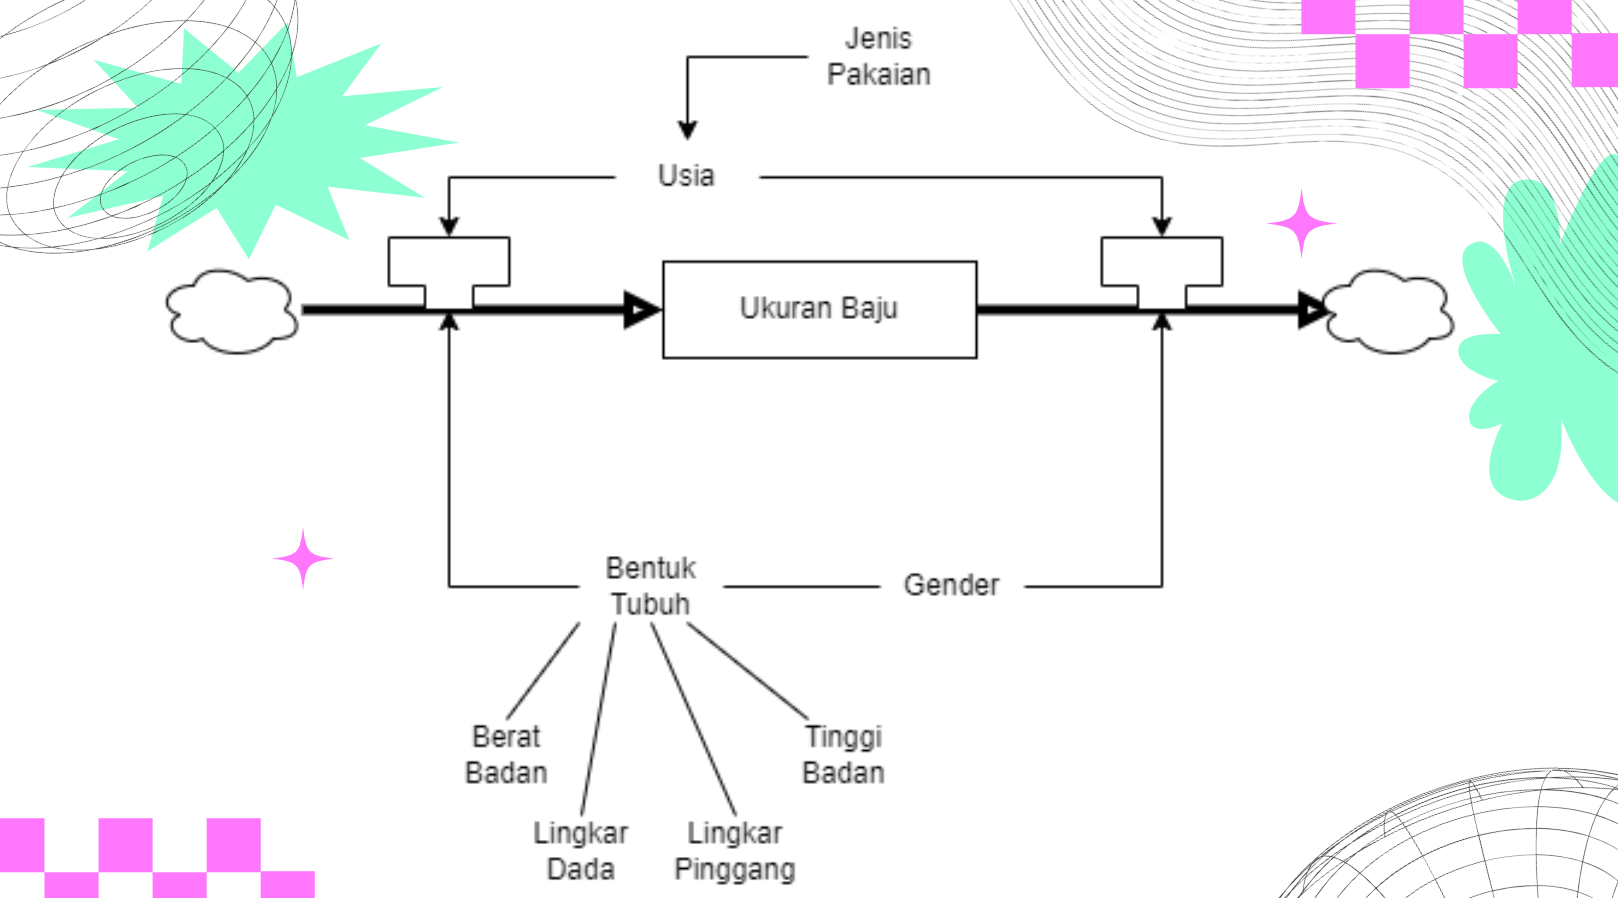 Jenis
Pakaian
Usia
Ukuran Baju
Bentuk
Tubuh
Gender
Berat
Badan
Tinggi
Badan
Lingkar
Dada
Lingkar
Pinggang